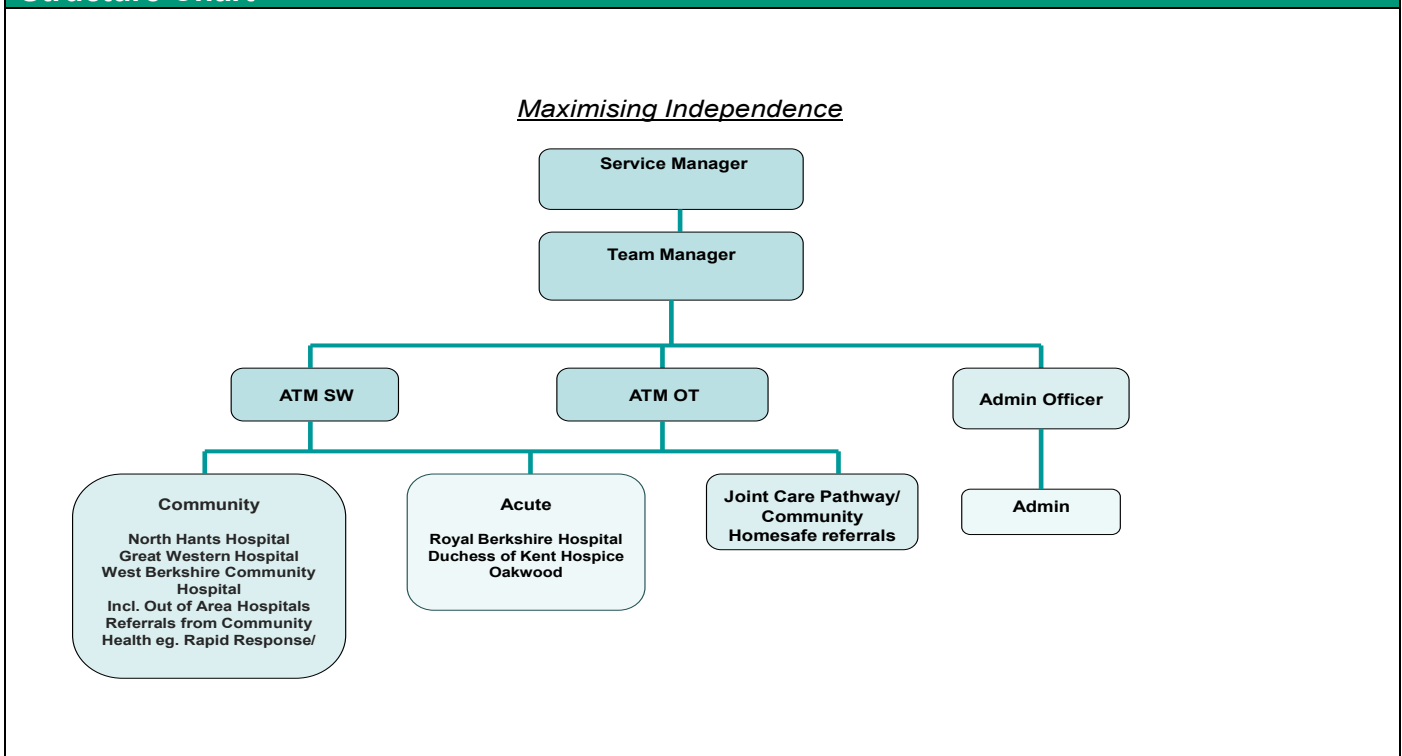 Structure Chart
Maximising Independence
Service Manager
Team Manager
ATM SW
ATM OT
Admin Officer
Community
North Hants Hospital
Great Western Hospital
West Berkshire Community
Hospital
Incl. Out of Area Hospitals
Referrals from Community
Health eg. Rapid Response/
Acute
Royal Berkshire Hospital
Duchess of Kent Hospice
Oakwood
Joint Care Pathway/
Community
Homesafe referrals
Admin